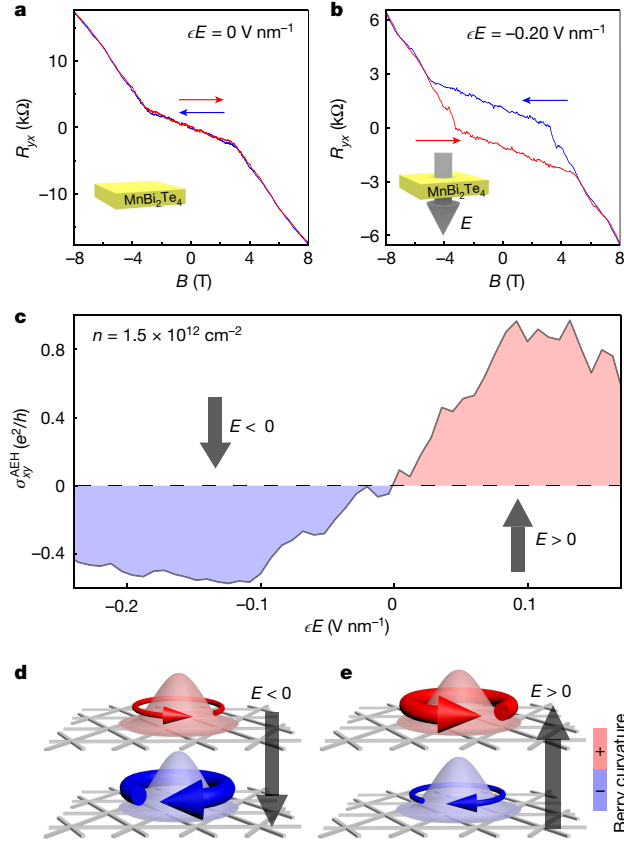 a
ϵE = 0 V nm⁻¹
R_yx (kΩ)
10
0
−10
MnBi₂Te₄
−8 −4 0 4 8
B (T)
b
ϵE = −0.20 V nm⁻¹
R_yx (kΩ)
6
3
0
−3
−6
MnBi₂Te₄
E
−8 −4 0 4 8
B (T)
c
n = 1.5 × 10¹² cm⁻²
σ_xy^AEH (e²/h)
0.8
0.4
0
−0.4
E < 0
E > 0
−0.2 −0.1 0 0.1
ϵE (V nm⁻¹)
d
E < 0
e
E > 0
+
−
Berry curvature